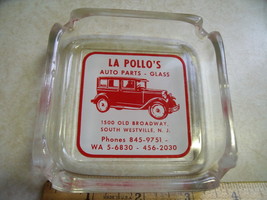 LA POLLO'S
AUTO PARTS - GLASS
1500 OLD BROADWAY,
SOUTH WESTVILLE, N. J.
Phones 845-9751 -
WA 5-6830 - 456-2030